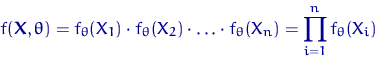 f(X, θ) = f_θ(X_1) · f_θ(X_2) · … · f_θ(X_n) = ∏_{i=1}^{n} f_θ(X_i)